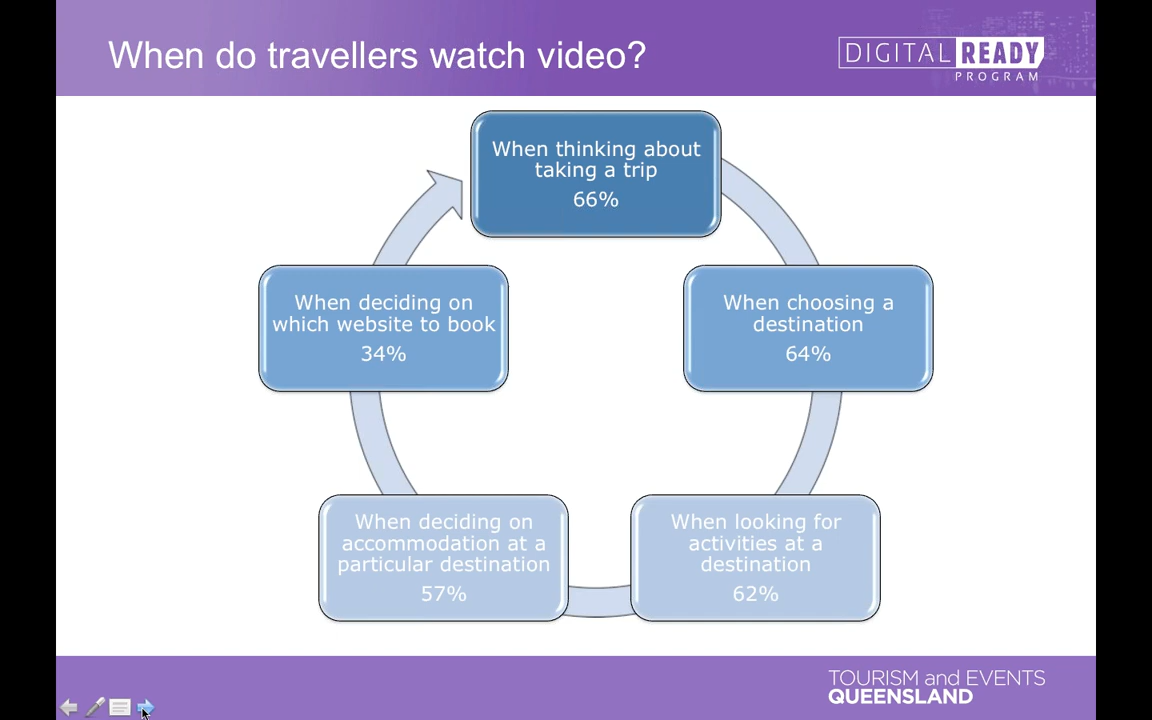 When do travellers watch video?
DIGITAL READY
PROGRAM
When thinking about
taking a trip
66%
When choosing a
destination
64%
When looking for
activities at a
destination
62%
When deciding on
accommodation at a
particular destination
57%
When deciding on
which website to book
34%
TOURISM and EVENTS
QUEENSLAND